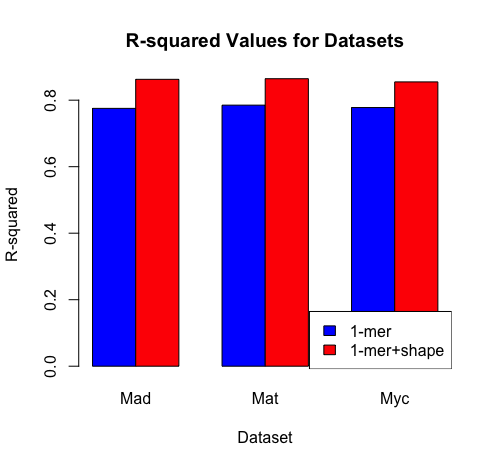 R-squared Values for Datasets
R-squared
0.8
0.6
0.4
0.2
0.0
1-mer
1-mer+shape
Mad Mat Myc
Dataset